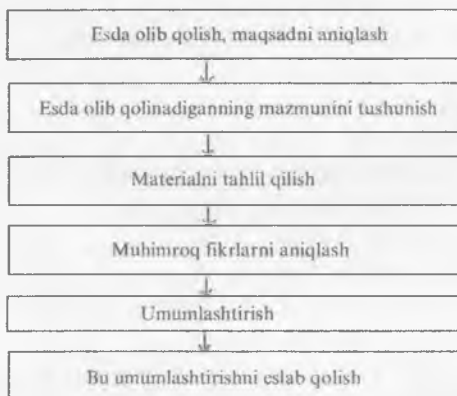 Esda olib qolish, maqsadni aniqlash
Esda olib qolinadiganning mazmunini tushunish
Materialni tahlil qilish
Muhimroq fikrlarni aniqlash
Umumlashtirish
Bu umumlashtirishni eslab qolish